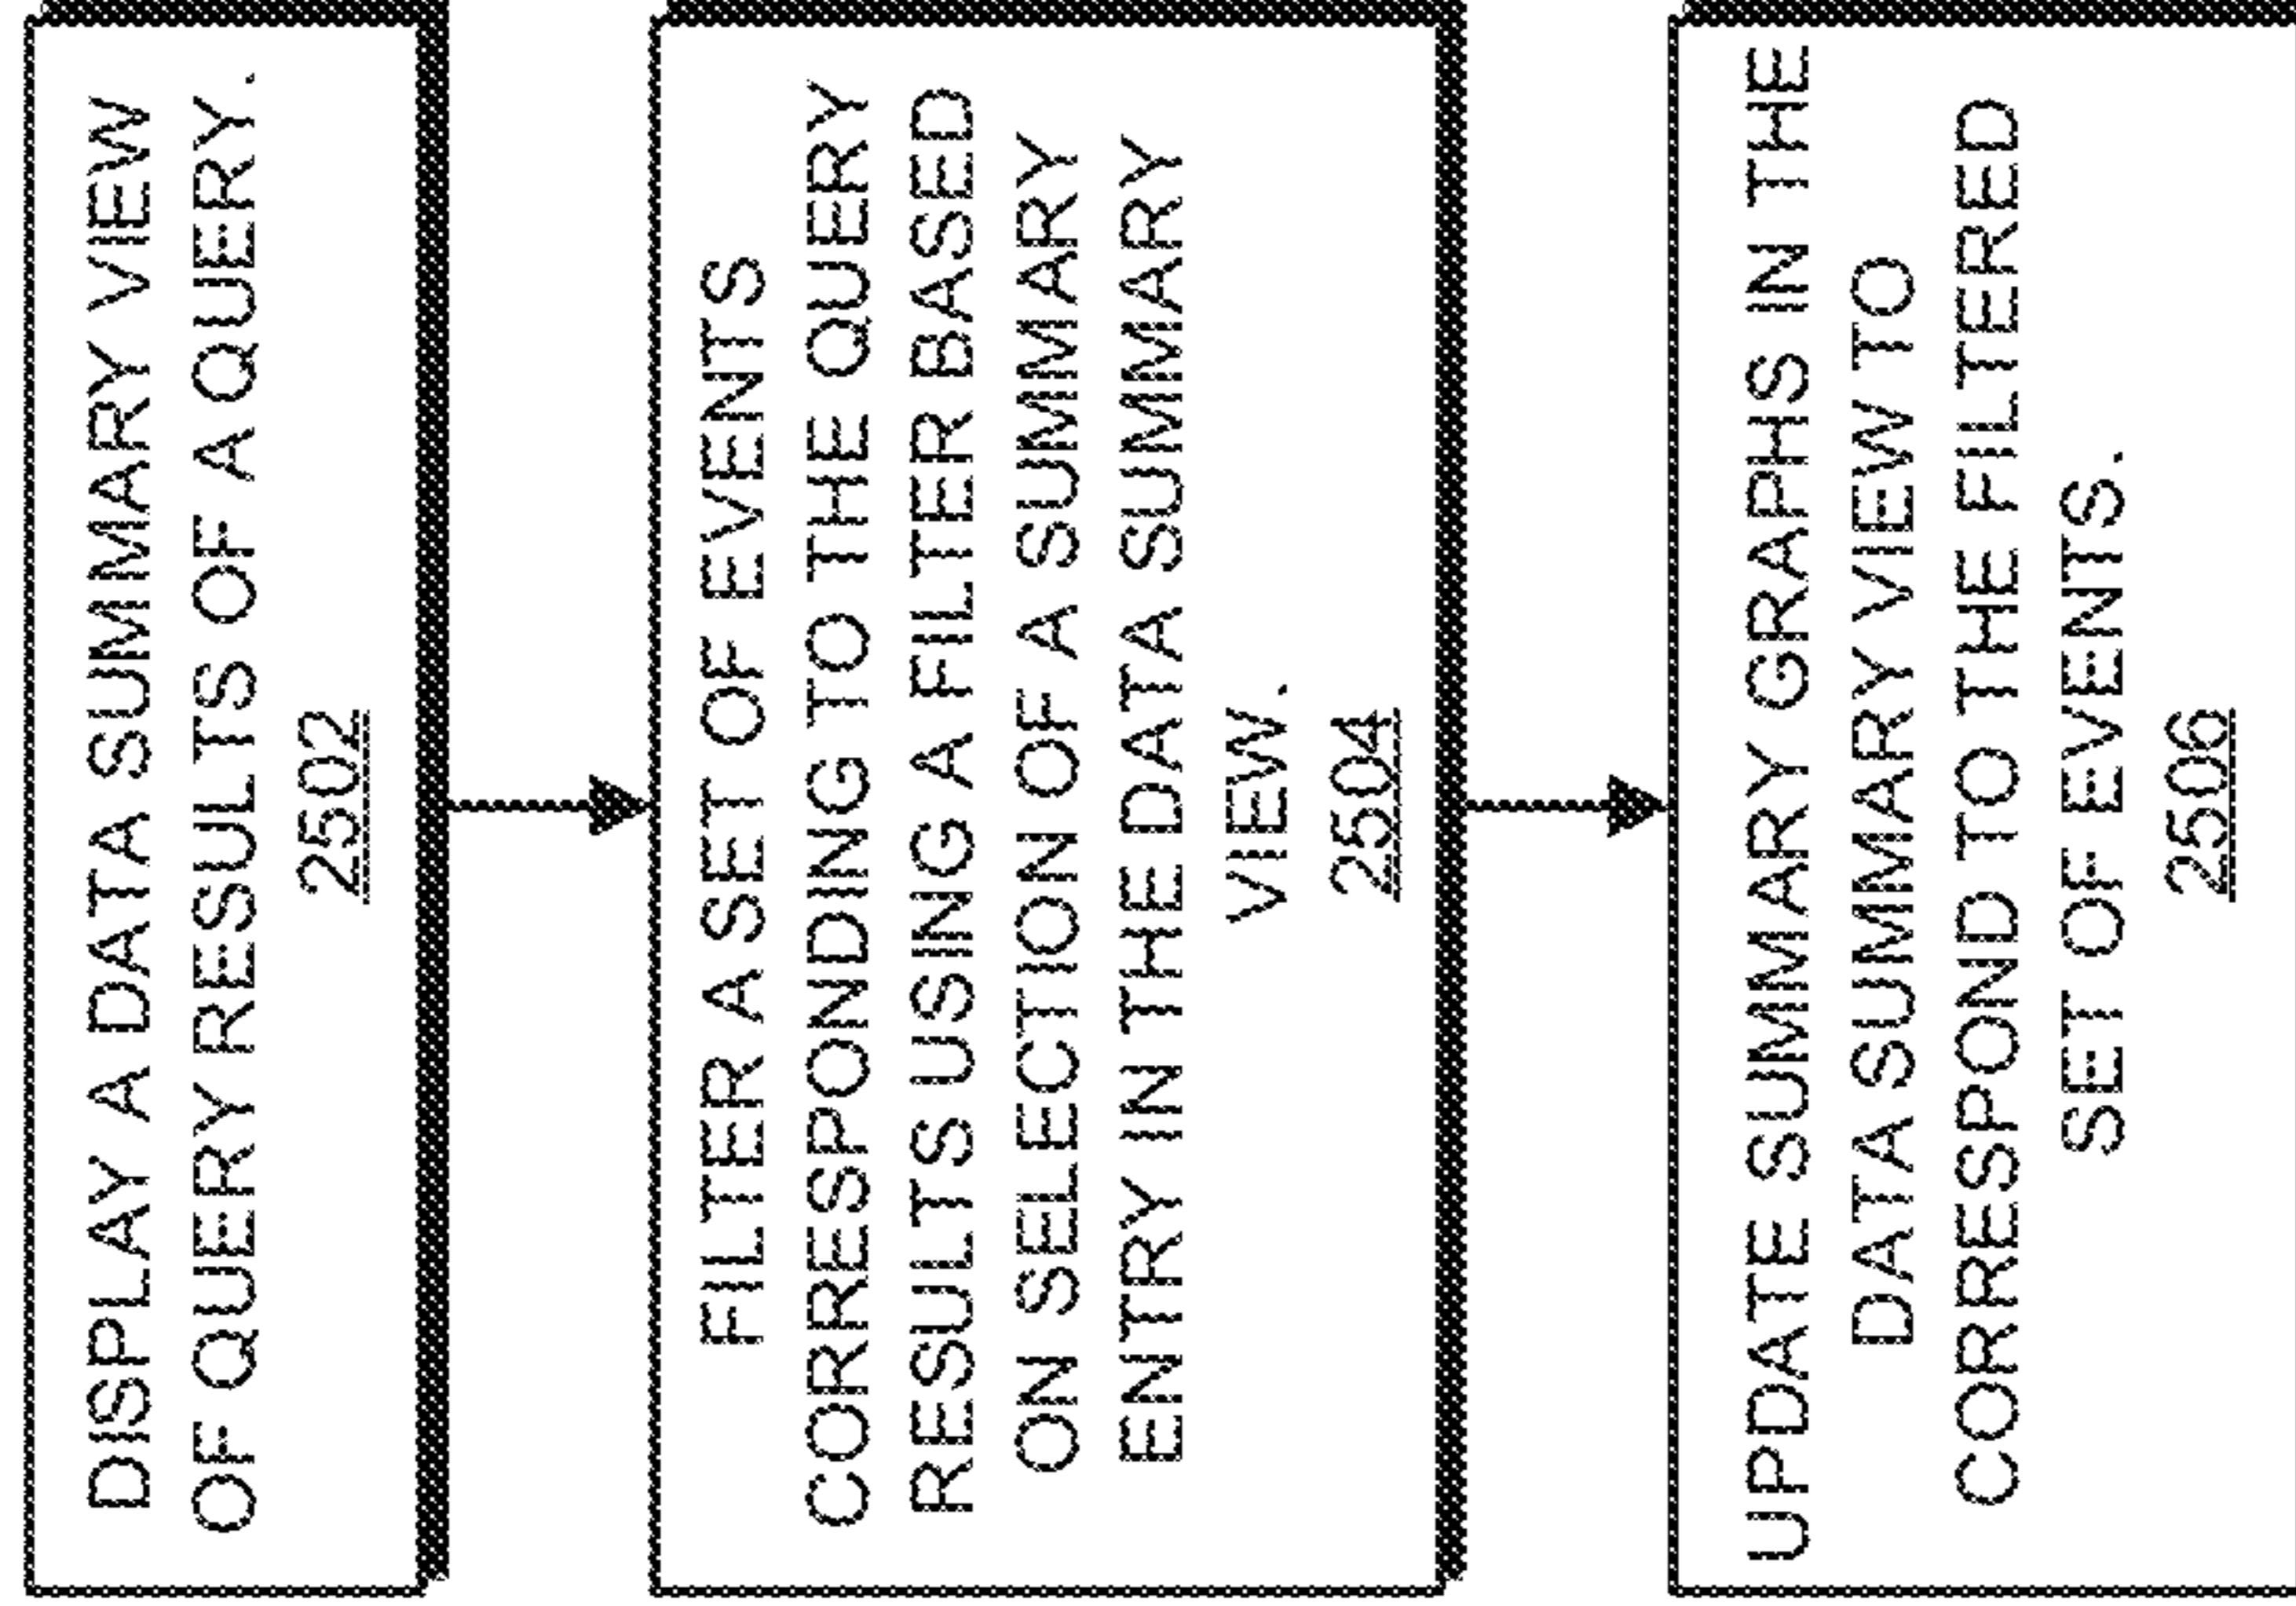 DISPLAY A DATA SUMMARY VIEW
OF QUERY RESULTS OF A QUERY.
2502
FILTER A SET OF EVENTS
CORRESPONDING TO THE QUERY
RESULTS USING A FILTER BASED
ON SELECTION OF A SUMMARY
ENTRY IN THE DATA SUMMARY
VIEW.
2504
UPDATE SUMMARY GRAPHS IN THE
DATA SUMMARY VIEW TO
CORRESPOND TO THE FILTERED
SET OF EVENTS.
2506